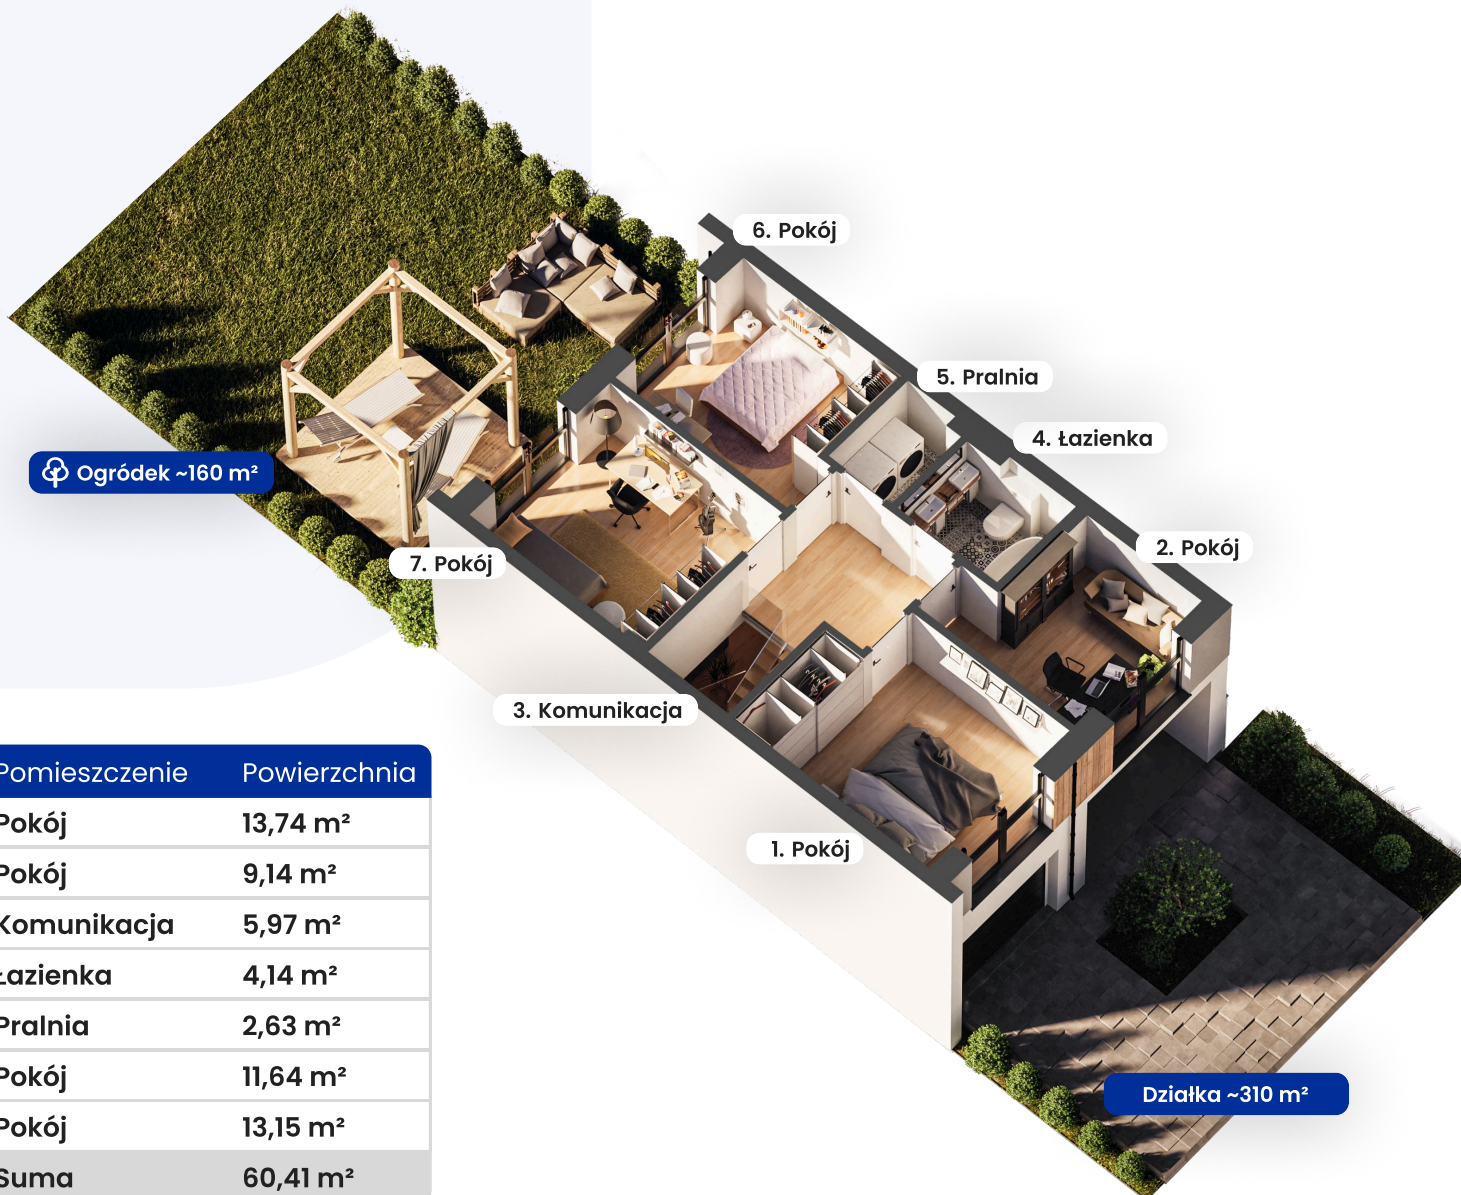 6. Pokój
5. Pralnia
4. Łazienka
Ogródek ~160 m²
2. Pokój
7. Pokój
3. Komunikacja
1. Pokój
Działka ~310 m²
Pomieszczenie Powierzchnia
Pokój 13,74 m²
Pokój 9,14 m²
Komunikacja 5,97 m²
Łazienka 4,14 m²
Pralnia 2,63 m²
Pokój 11,64 m²
Pokój 13,15 m²
Suma 60,41 m²